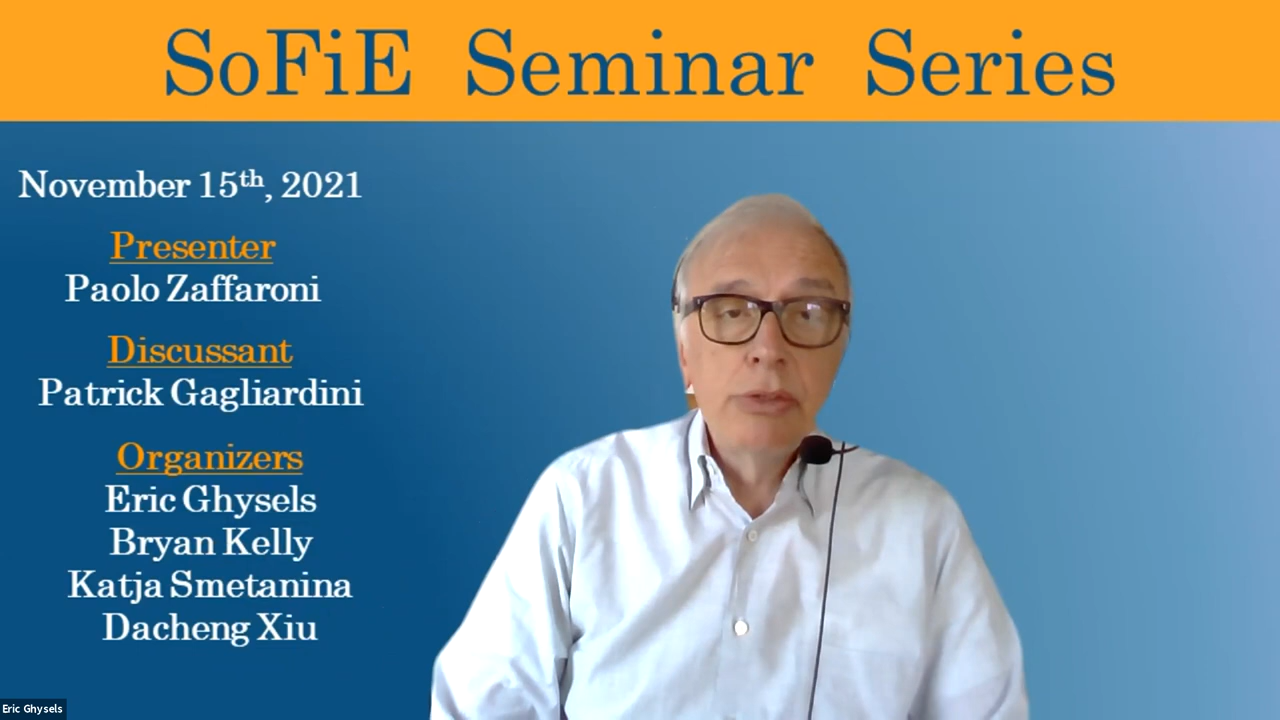 SoFiE Seminar Series
November 15th, 2021
Presenter
Paolo Zaffaroni
Discussant
Patrick Gagliardini
Organizers
Eric Ghysels
Bryan Kelly
Katja Smetanina
Dacheng Xiu
Eric Ghysels